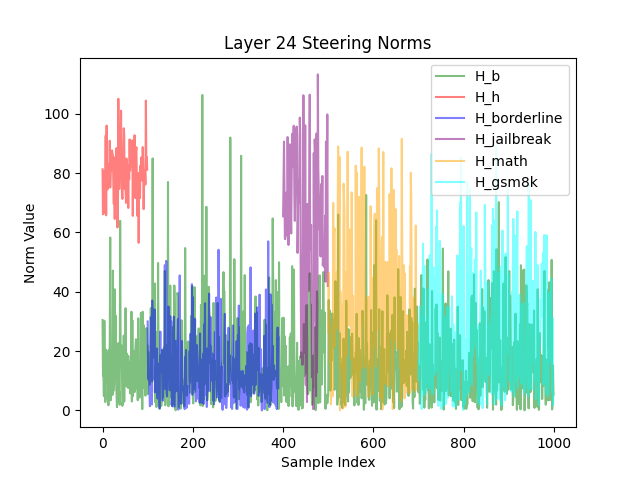 Layer 24 Steering Norms
H_b
H_h
H_borderline
H_jailbreak
H_math
H_gsm8k
Norm Value
100
80
60
40
20
0
0 200 400 600 800 1000
Sample Index